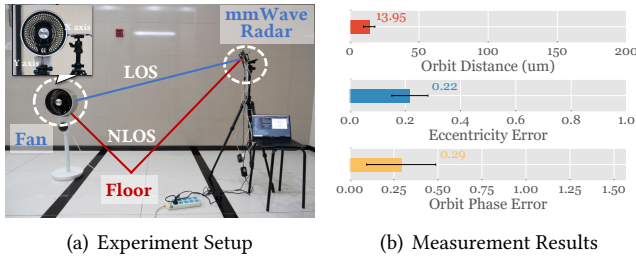 X axis
Y axis
mmWave
Radar
LOS
Fan
NLOS
Floor
(a) Experiment Setup
13.95
0 50 100 150 200
Orbit Distance (um)
0.22
0.0 0.2 0.4 0.6 0.8 1.0
Eccentricity Error
0.29
0.00 0.25 0.50 0.75 1.00 1.25 1.50
Orbit Phase Error
(b) Measurement Results